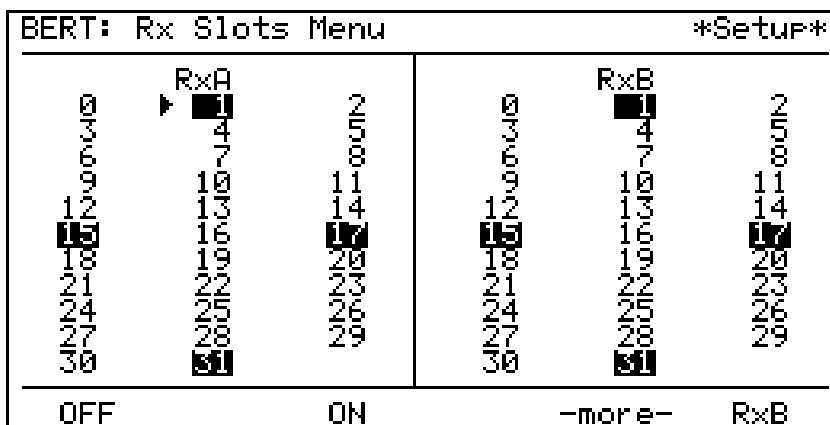 BERT: Rx Slots Menu *Setup*
RxA RxB
0 1 2 0 1 2
3 4 5 3 4 5
6 7 8 6 7 8
9 10 11 9 10 11
12 13 14 12 13 14
15 16 17 15 16 17
18 19 20 18 19 20
21 22 23 21 22 23
24 25 26 24 25 26
27 28 29 27 28 29
30 31 30 31
OFF ON -more- RxB